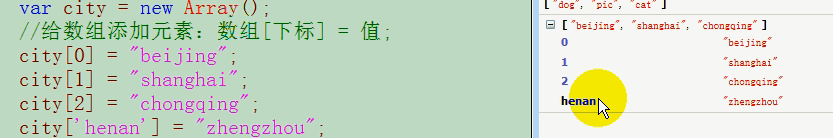 var city = new Array();
//给数组添加元素：数组[下标] = 值;
city[0] = "beijing";
city[1] = "shanghai";
city[2] = "chongqing";
city['henan'] = "zhengzhou";
["dog", "pic", "cat"]
["beijing", "shanghai", "chongqing"]
0 "beijing"
1 "shanghai"
2 "chongqing"
henan "zhengzhou"